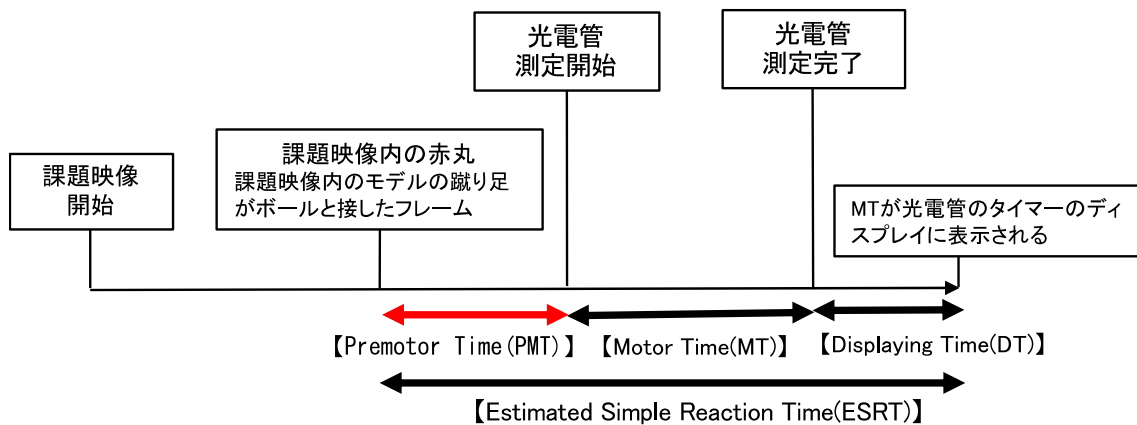 光電管
測定開始
光電管
測定完了
課題映像
開始
課題映像内の赤丸
課題映像内のモデルの蹴り足
がボールと接したフレーム
MTが光電管のタイマーのディ
スプレイに表示される
【Premotor Time(PMT)】
【Motor Time(MT)】
【Displaying Time(DT)】
【Estimated Simple Reaction Time(ESRT)】